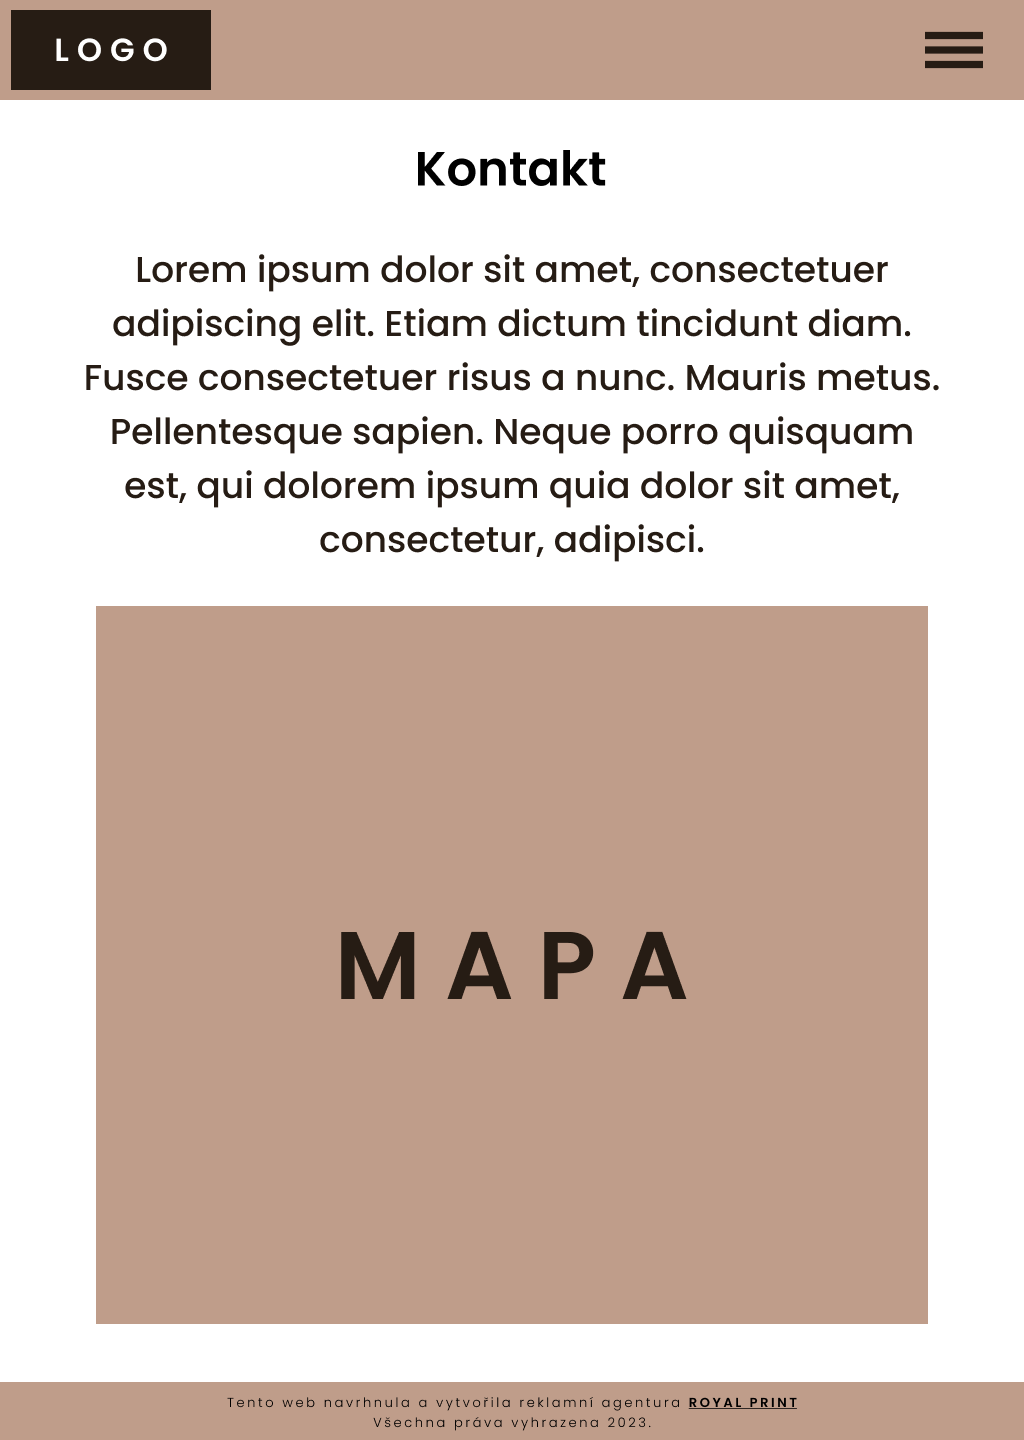 LOGO
Kontakt
Lorem ipsum dolor sit amet, consectetuer
adipiscing elit. Etiam dictum tincidunt diam.
Fusce consectetuer risus a nunc. Mauris metus.
Pellentesque sapien. Neque porro quisquam
est, qui dolorem ipsum quia dolor sit amet,
consectetur, adipisci.
MAPA
Tento web navrhnula a vytvořila reklamní agentura ROYAL PRINT
Všechna práva vyhrazena 2023.